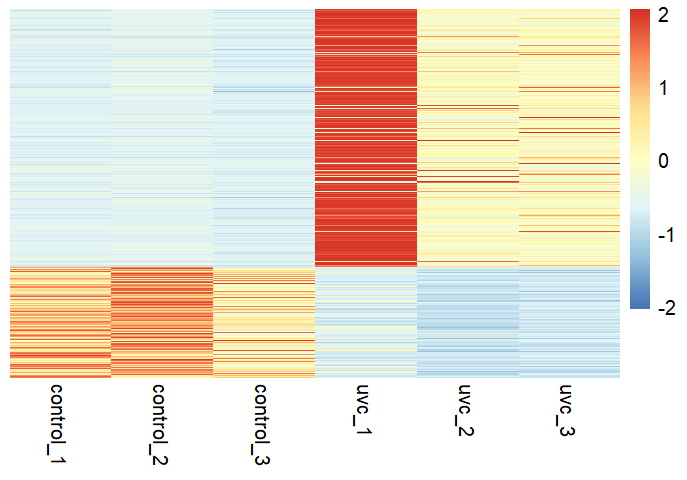 2
1
0
-1
-2
control_1
control_2
control_3
uvc_1
uvc_2
uvc_3